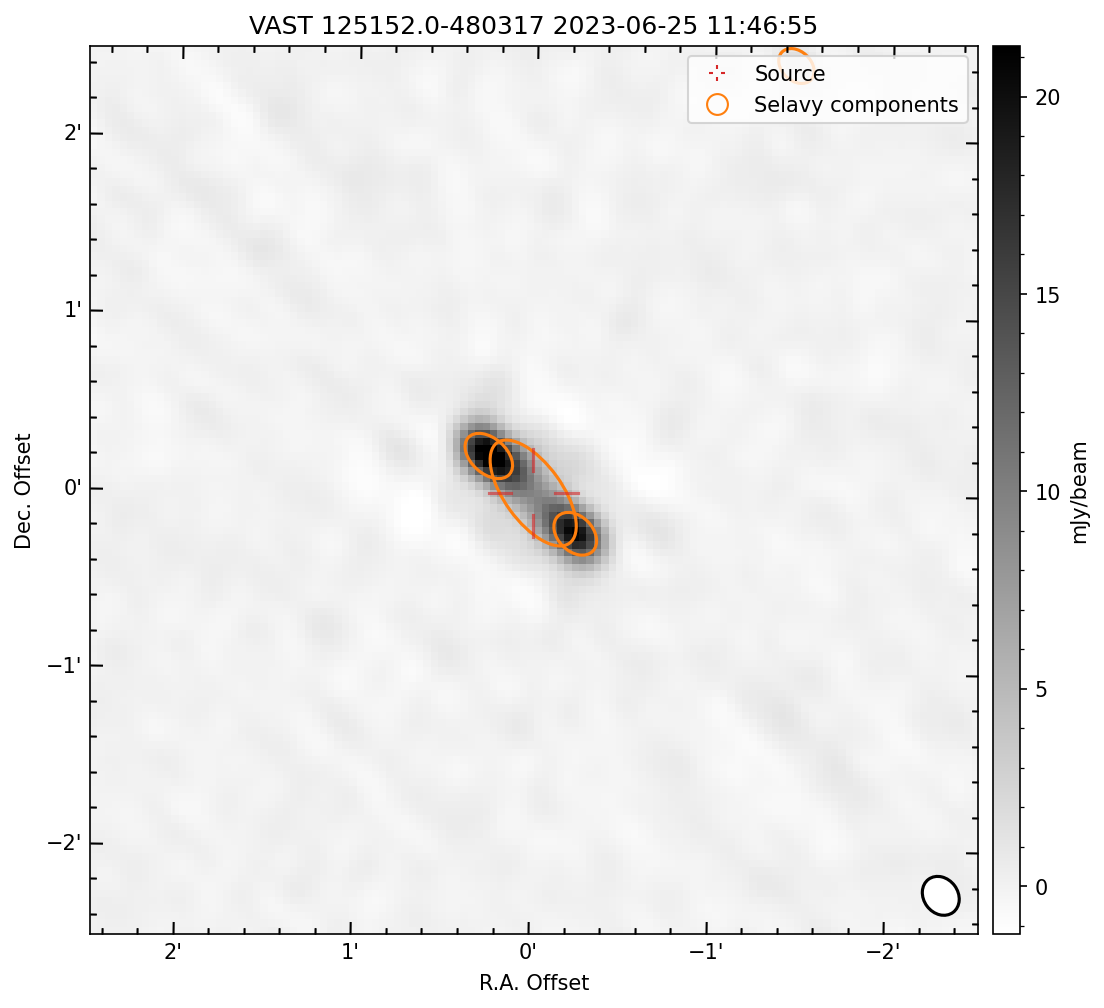 VAST 125152.0-480317 2023-06-25 11:46:55
Source
Selavy components
2'
1'
0'
−1'
−2'
Dec. Offset
2'
1'
0'
−1'
−2'
R.A. Offset
20
15
10
5
0
mJy/beam